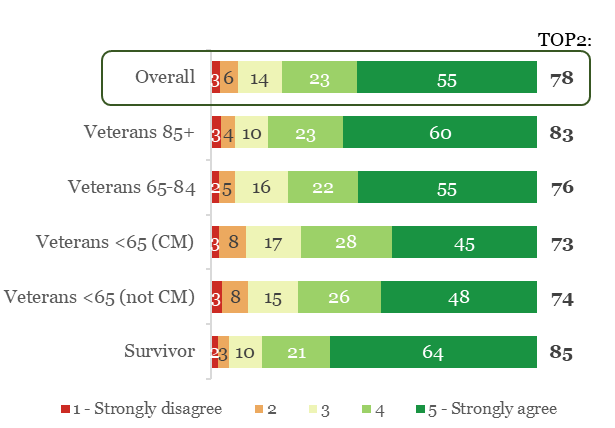 TOP2:
Overall 3 6 14 23 55 78
Veterans 85+ 3 4 10 23 60 83
Veterans 65-84 2 5 16 22 55 76
Veterans <65 (CM) 3 8 17 28 45 73
Veterans <65 (not CM) 3 8 15 26 48 74
Survivor 2 3 10 21 64 85
1 - Strongly disagree 2 3 4 5 - Strongly agree